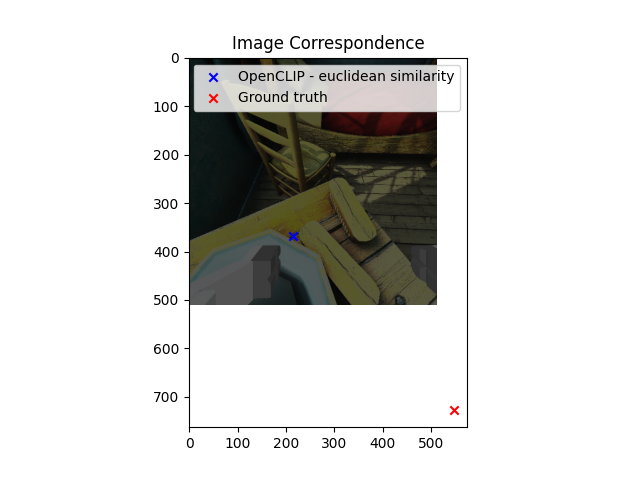 Image Correspondence
OpenCLIP - euclidean similarity
Ground truth
0
100
200
300
400
500
600
700
0 100 200 300 400 500